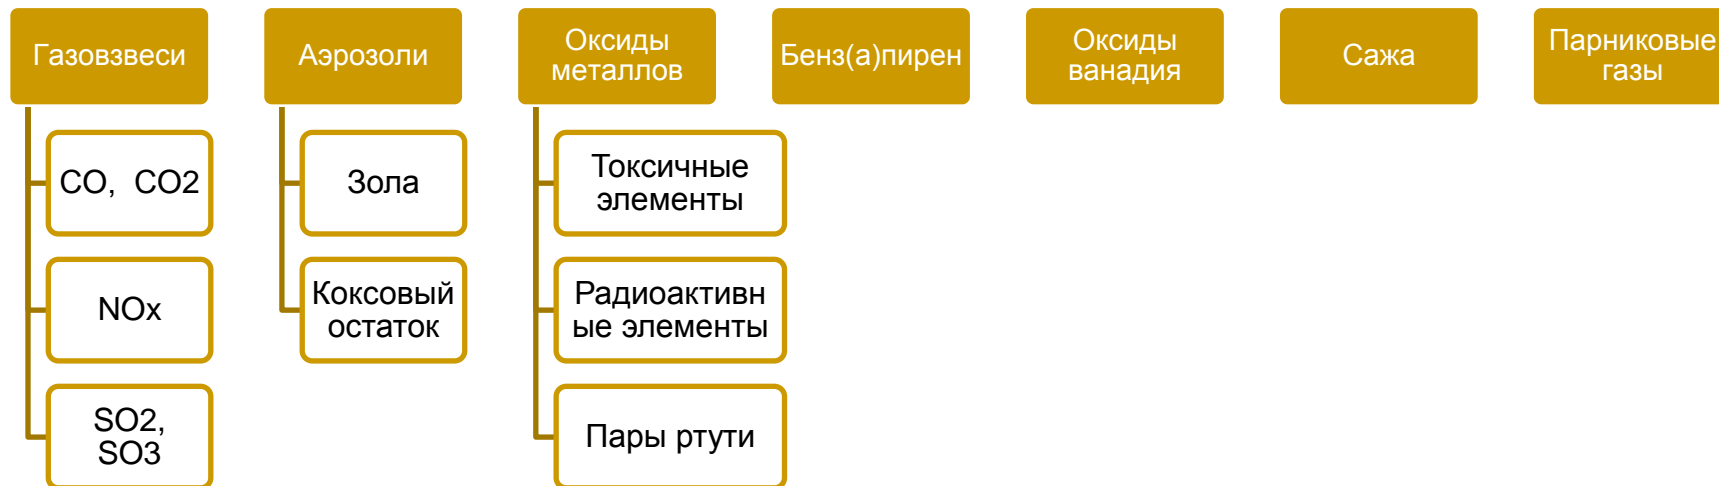 Газовзвеси
CO, CO2
NOx
SO2,
SO3
Аэрозоли
Зола
Коксовый
остаток
Оксиды
металлов
Токсичные
элементы
Радиоактивн
ые элементы
Пары ртути
Бенз(а)пирен
Оксиды
ванадия
Сажа
Парниковые
газы